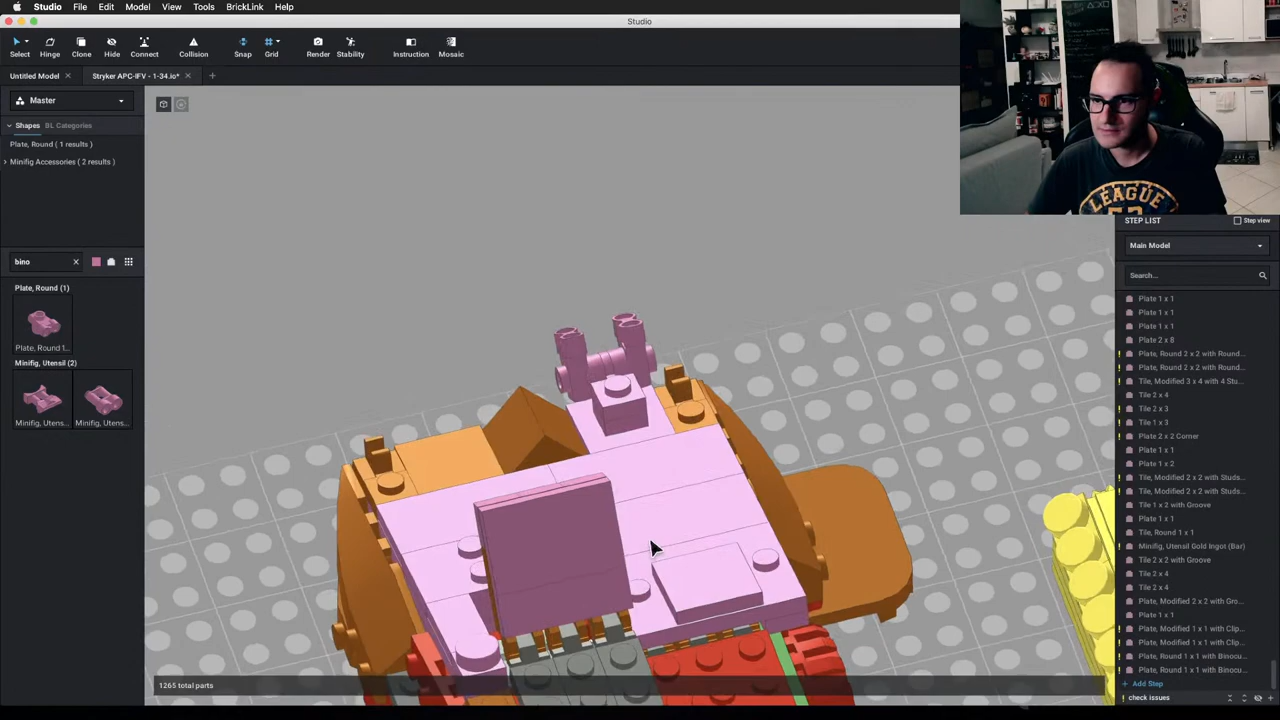 Studio File Edit Model View Tools BrickLink Help
Studio
Select Hinge Clone Hide Connect Collision Snap Grid Render Stability Instruction Mosaic
Untitled Model Stryker APC-IFV - 1-34.io*
Master
Shapes BL Categories
Plate, Round ( 1 results )
Minifig Accessories ( 2 results )
bino
Plate, Round (1)
Plate, Round 1...
Minifig, Utensil (2)
Minifig, Utens... Minifig, Utens...
1265 total parts
LEAGUE
STEP LIST Step view
Main Model
Search...
Plate 1 x 1
Plate 1 x 1
Plate 1 x 1
Plate 2 x 8
Plate, Round 2 x 2 with Round...
Plate, Round 2 x 2 with Round...
Tile, Modified 3 x 4 with 4 Stu...
Tile 2 x 4
Tile 2 x 3
Tile 1 x 3
Plate 2 x 2 Corner
Plate 1 x 1
Plate 1 x 2
Tile, Modified 2 x 2 with Studs...
Tile, Modified 2 x 2 with Studs...
Tile 1 x 2 with Groove
Plate 1 x 1
Tile, Round 1 x 1
Minifig, Utensil Gold Ingot (Bar)
Tile 2 x 2 with Groove
Tile 2 x 4
Tile 2 x 4
Plate, Modified 2 x 2 with Gro...
Plate 1 x 1
Plate, Modified 1 x 1 with Clip...
Plate, Modified 1 x 1 with Clip...
Plate, Round 1 x 1 with Binocu...
Plate, Round 1 x 1 with Binocu...
+ Add Step
! check issues